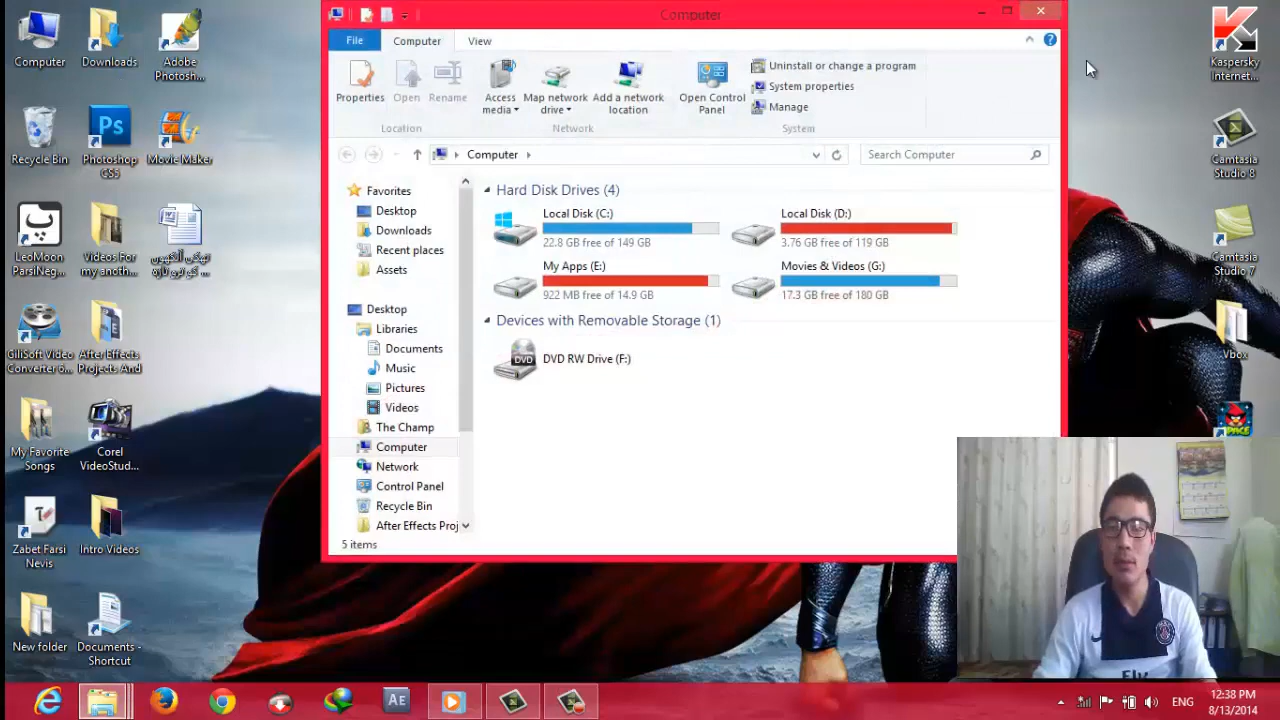 Computer
Downloads
Adobe
Photosh...
Recycle Bin
Ps
Photoshop
CS5
Movie Maker
پ
LeoMoon
ParsiNeg...
Videos For
my anoth...
GiliSoft Video
Converter 6...
After Effects
Projects And
My Favorite
Songs
Corel
VideoStud...
Zabet Farsi
Nevis
Intro Videos
New folder
Documents -
Shortcut
Computer
File
Computer
View
Properties
Open
Rename
Location
Access
media
Map network
drive
Add a network
location
Network
Open Control
Panel
Uninstall or change a program
System properties
Manage
System
Computer
Search Computer
Favorites
Desktop
Downloads
Recent places
Assets
Desktop
Libraries
Documents
Music
Pictures
Videos
The Champ
Computer
Network
Control Panel
Recycle Bin
After Effects Proj
Hard Disk Drives (4)
Local Disk (C:)
22.8 GB free of 149 GB
Local Disk (D:)
3.76 GB free of 119 GB
My Apps (E:)
922 MB free of 14.9 GB
Movies & Videos (G:)
17.3 GB free of 180 GB
Devices with Removable Storage (1)
DVD
DVD RW Drive (F:)
5 items
Kaspersky
Internet...
Camtasia
Studio 8
Camtasia
Studio 7
Vbox
Fly
AE
ENG
12:38 PM
8/13/2014